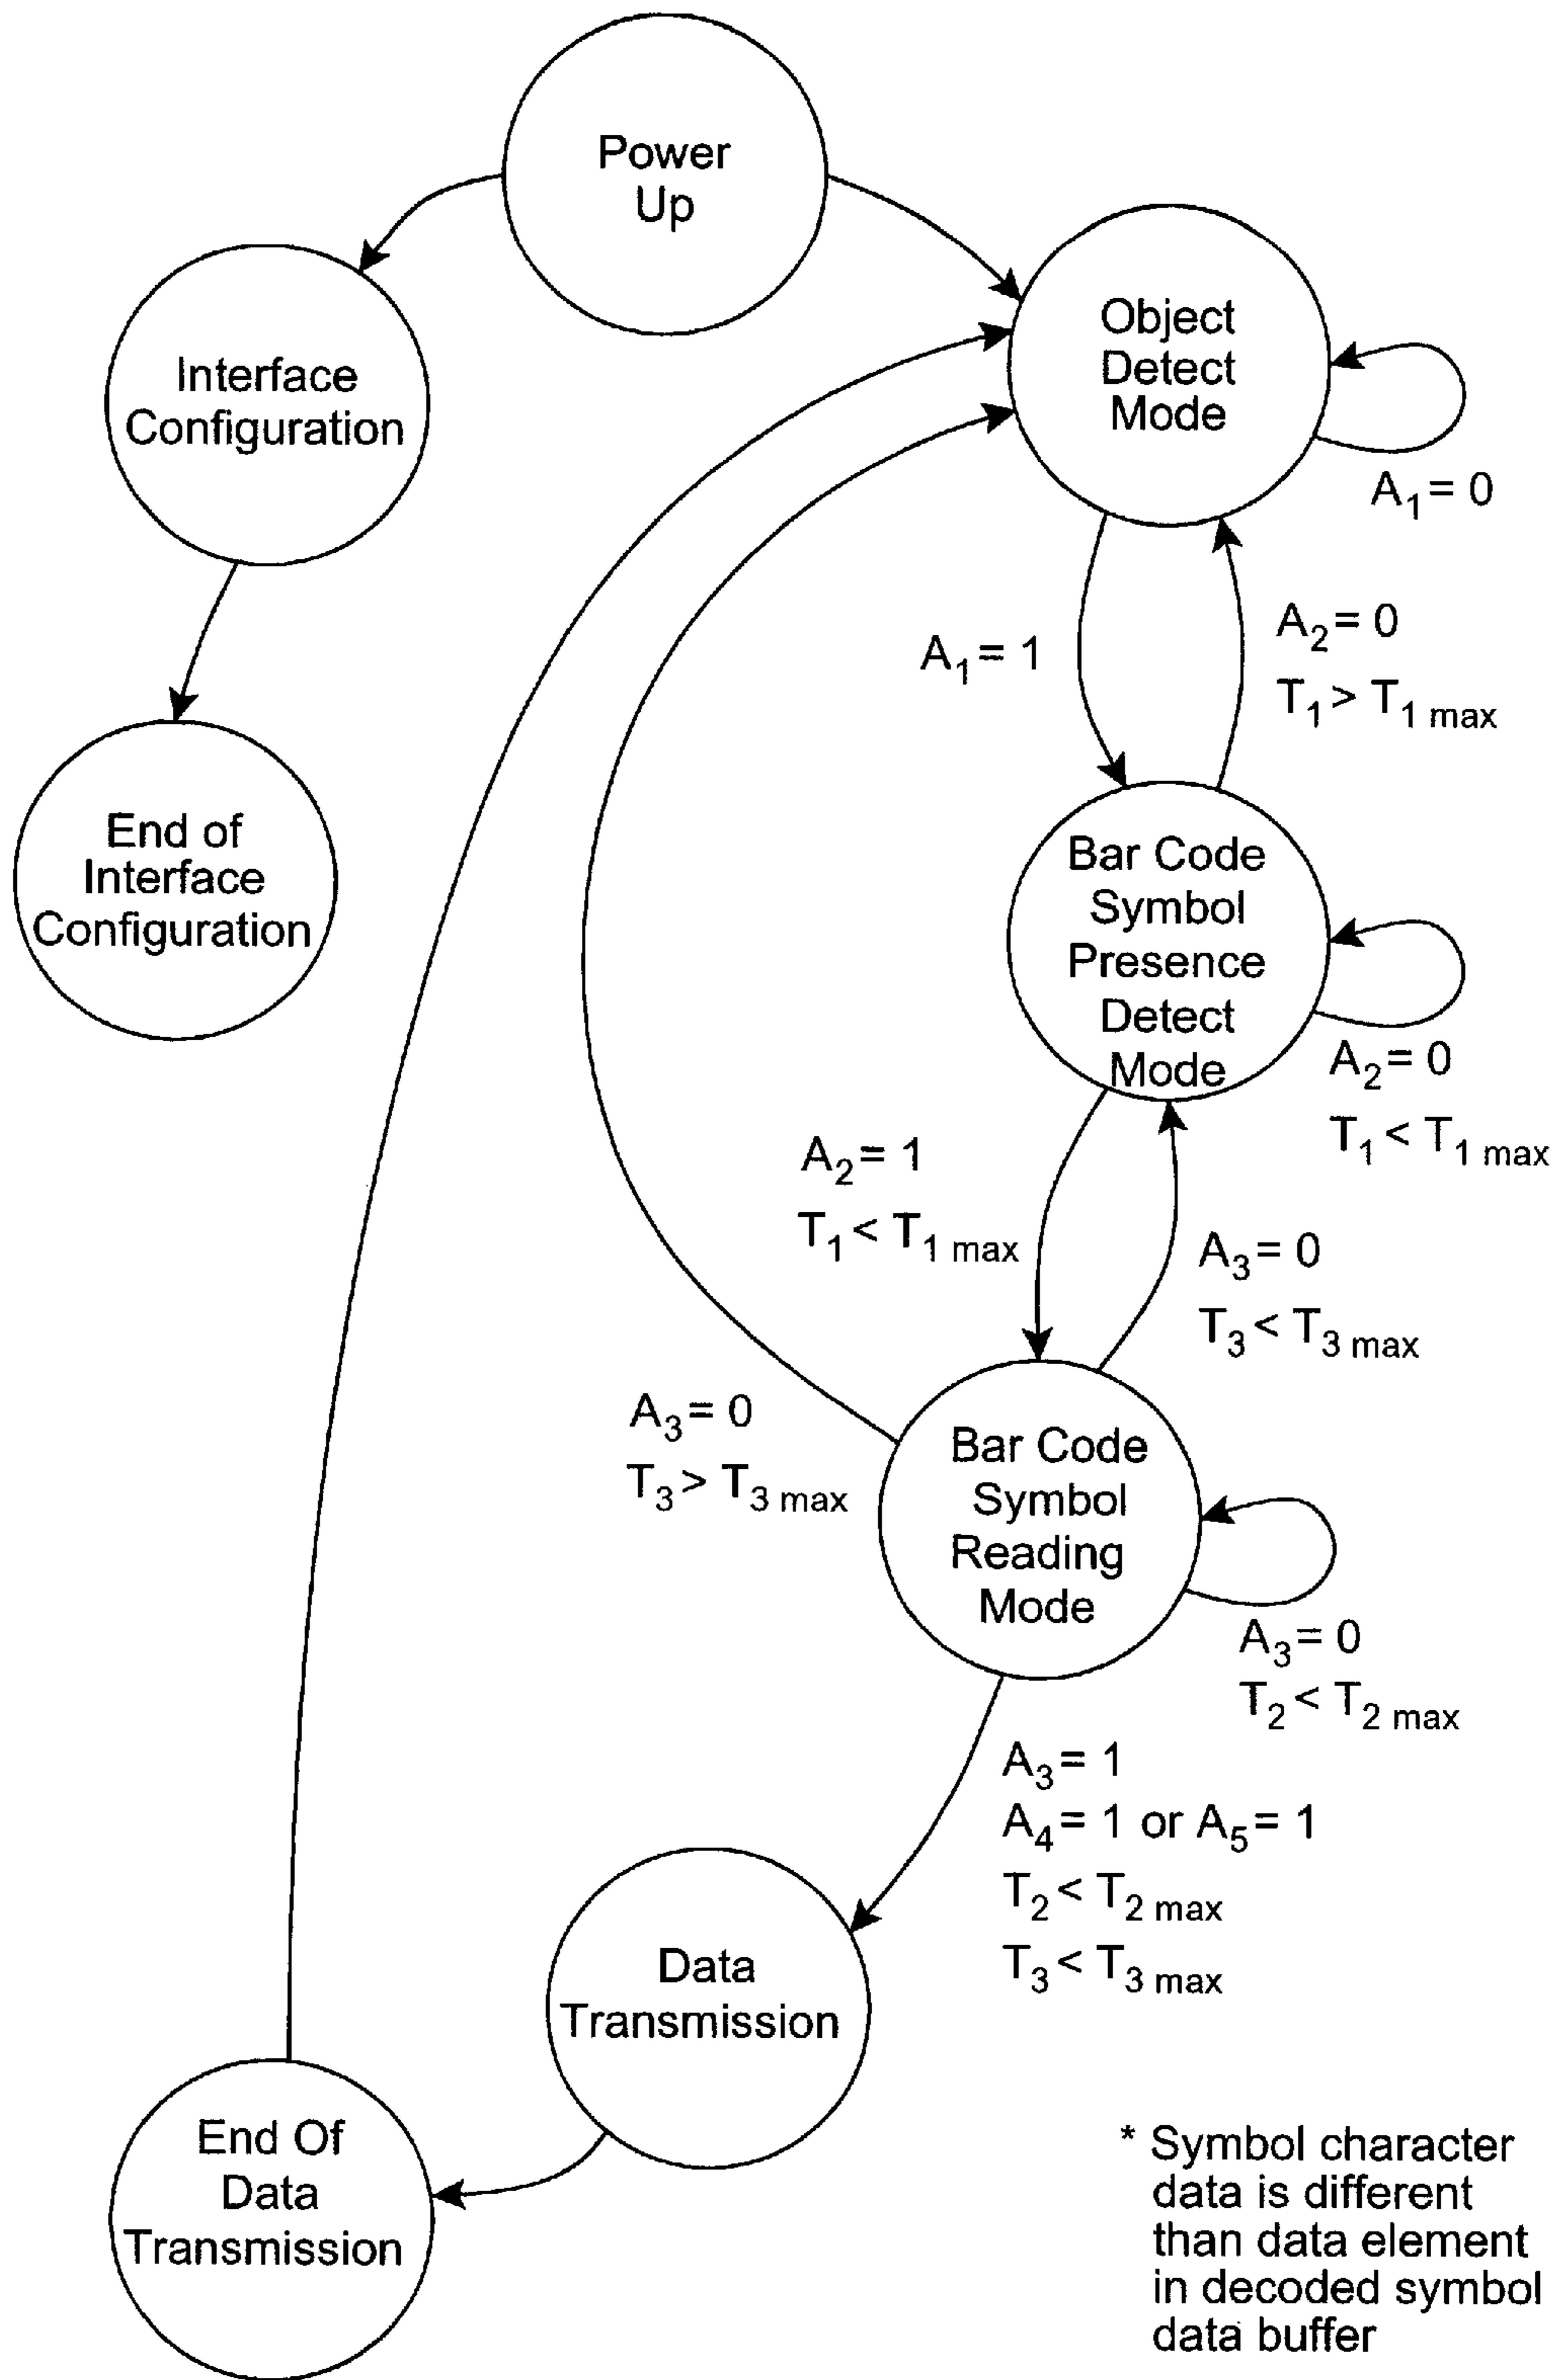 Power
Up
Interface
Configuration
End of
Interface
Configuration
Object
Detect
Mode
A₁ = 0
A₁ = 1
A₂ = 0
T₁ > T₁ max
Bar Code
Symbol
Presence
Detect
Mode
A₂ = 0
T₁ < T₁ max
A₂ = 1
T₁ < T₁ max
A₃ = 0
T₃ < T₃ max
A₃ = 0
T₃ > T₃ max
Bar Code
Symbol
Reading
Mode
A₃ = 0
T₂ < T₂ max
A₃ = 1
A₄ = 1 or A₅ = 1
T₂ < T₂ max
T₃ < T₃ max
Data
Transmission
End Of
Data
Transmission
* Symbol character
data is different
than data element
in decoded symbol
data buffer